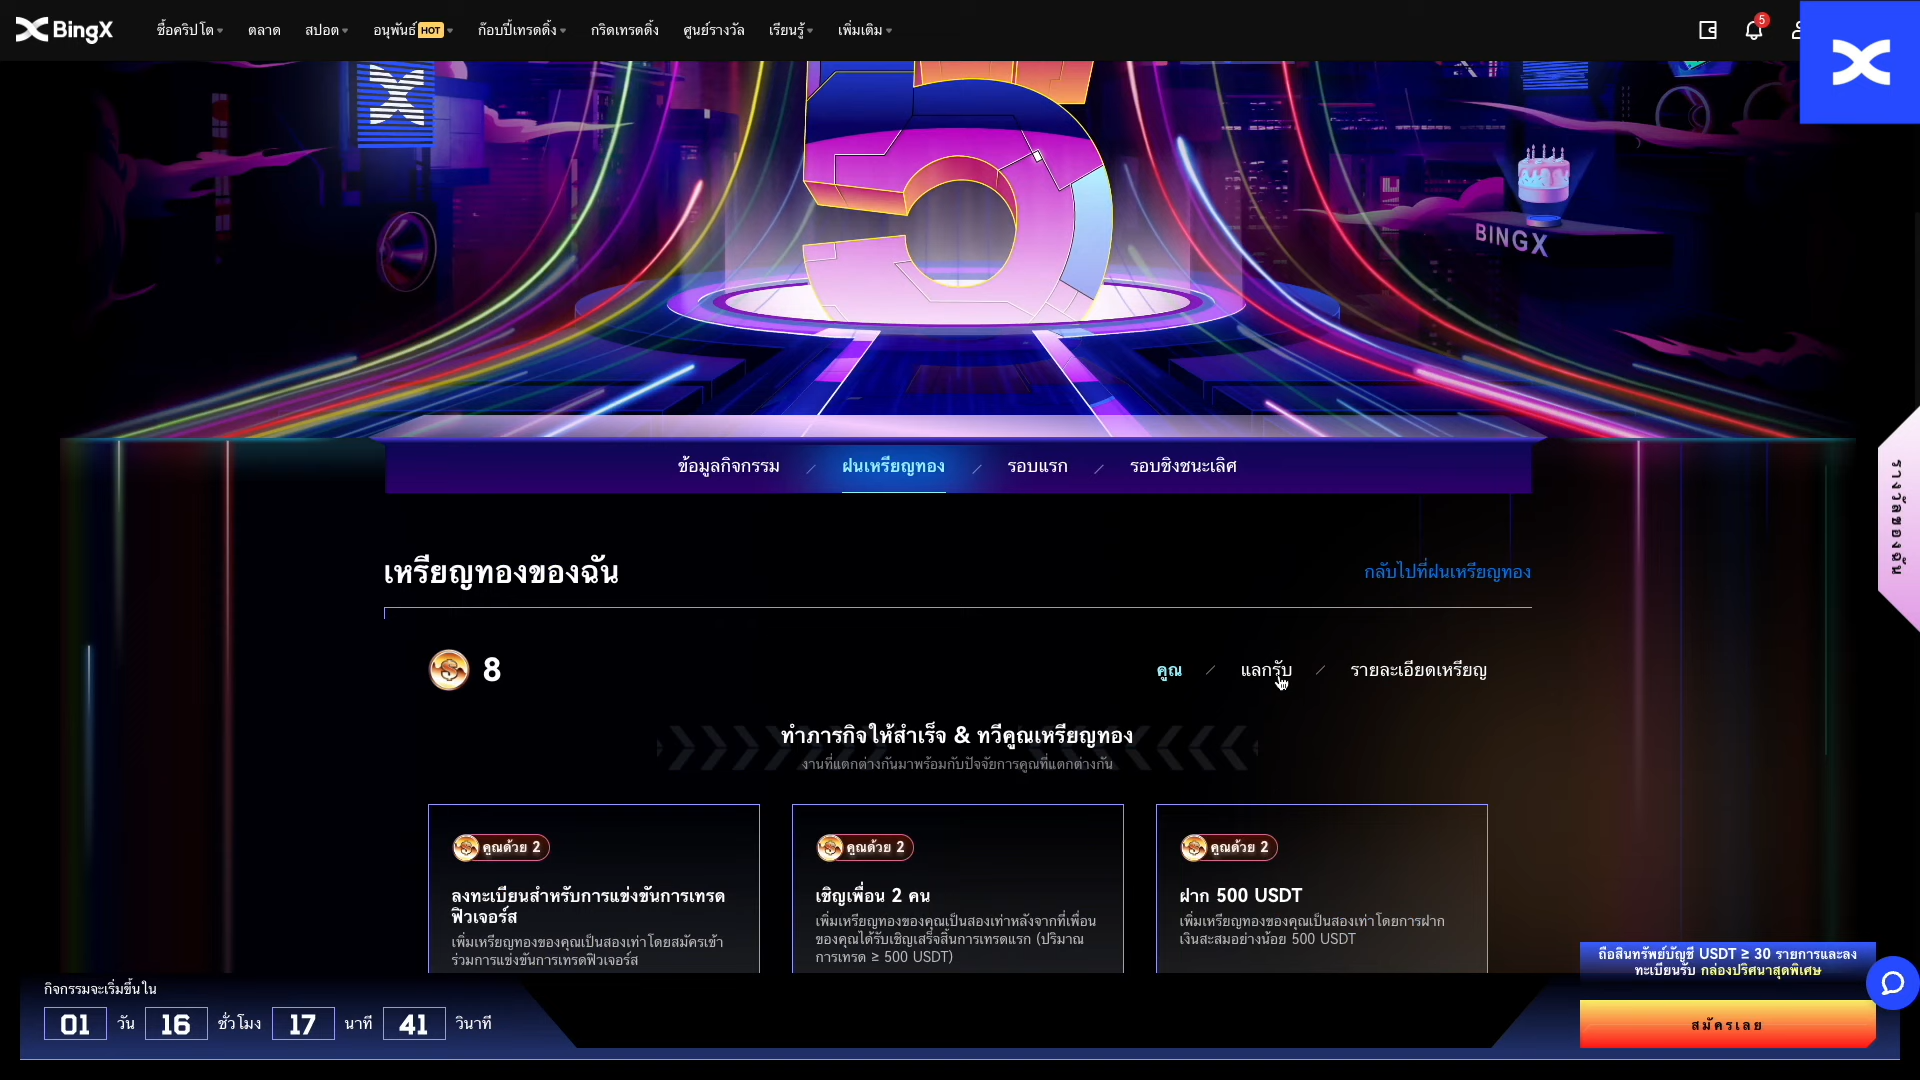 BingX
ซื้อคริปโต
ตลาด
สปอต
อนุพันธ์ HOT
ก๊อบปี้เทรดดิ้ง
กริดเทรดดิ้ง
ศูนย์รางวัล
เรียนรู้
เพิ่มเติม
5
BINGX
ข้อมูลกิจกรรม
ฝนเหรียญทอง
รอบแรก
รอบชิงชนะเลิศ
รางวัลของฉัน
เหรียญทองของฉัน
กลับไปที่ฝนเหรียญทอง
8
คูณ
แลกรับ
รายละเอียดเหรียญ
ทำภารกิจให้สำเร็จ & ทวีคูณเหรียญทอง
งานที่แตกต่างกันมาพร้อมกับปัจจัยการคูณที่แตกต่างกัน
คูณด้วย 2
ลงทะเบียนสำหรับการแข่งขันการเทรด
ฟิวเจอร์ส
เพิ่มเหรียญทองของคุณเป็นสองเท่าโดยสมัครเข้า
ร่วมการแข่งขันการเทรดฟิวเจอร์ส
คูณด้วย 2
เชิญเพื่อน 2 คน
เพิ่มเหรียญทองของคุณเป็นสองเท่าหลังจากที่เพื่อน
ของคุณได้รับเชิญเสร็จสิ้นการเทรดแรก (ปริมาณ
การเทรด ≥ 500 USDT)
คูณด้วย 2
ฝาก 500 USDT
เพิ่มเหรียญทองของคุณเป็นสองเท่าโดยการฝาก
เงินสะสมอย่างน้อย 500 USDT
กิจกรรมจะเริ่มขึ้นใน
01 วัน 16 ชั่วโมง 17 นาที 41 วินาที
ถือสินทรัพย์บัญชี USDT ≥ 30 รายการและลง
ทะเบียนรับ กล่องปริศนาสุดพิเศษ
สมัครเลย